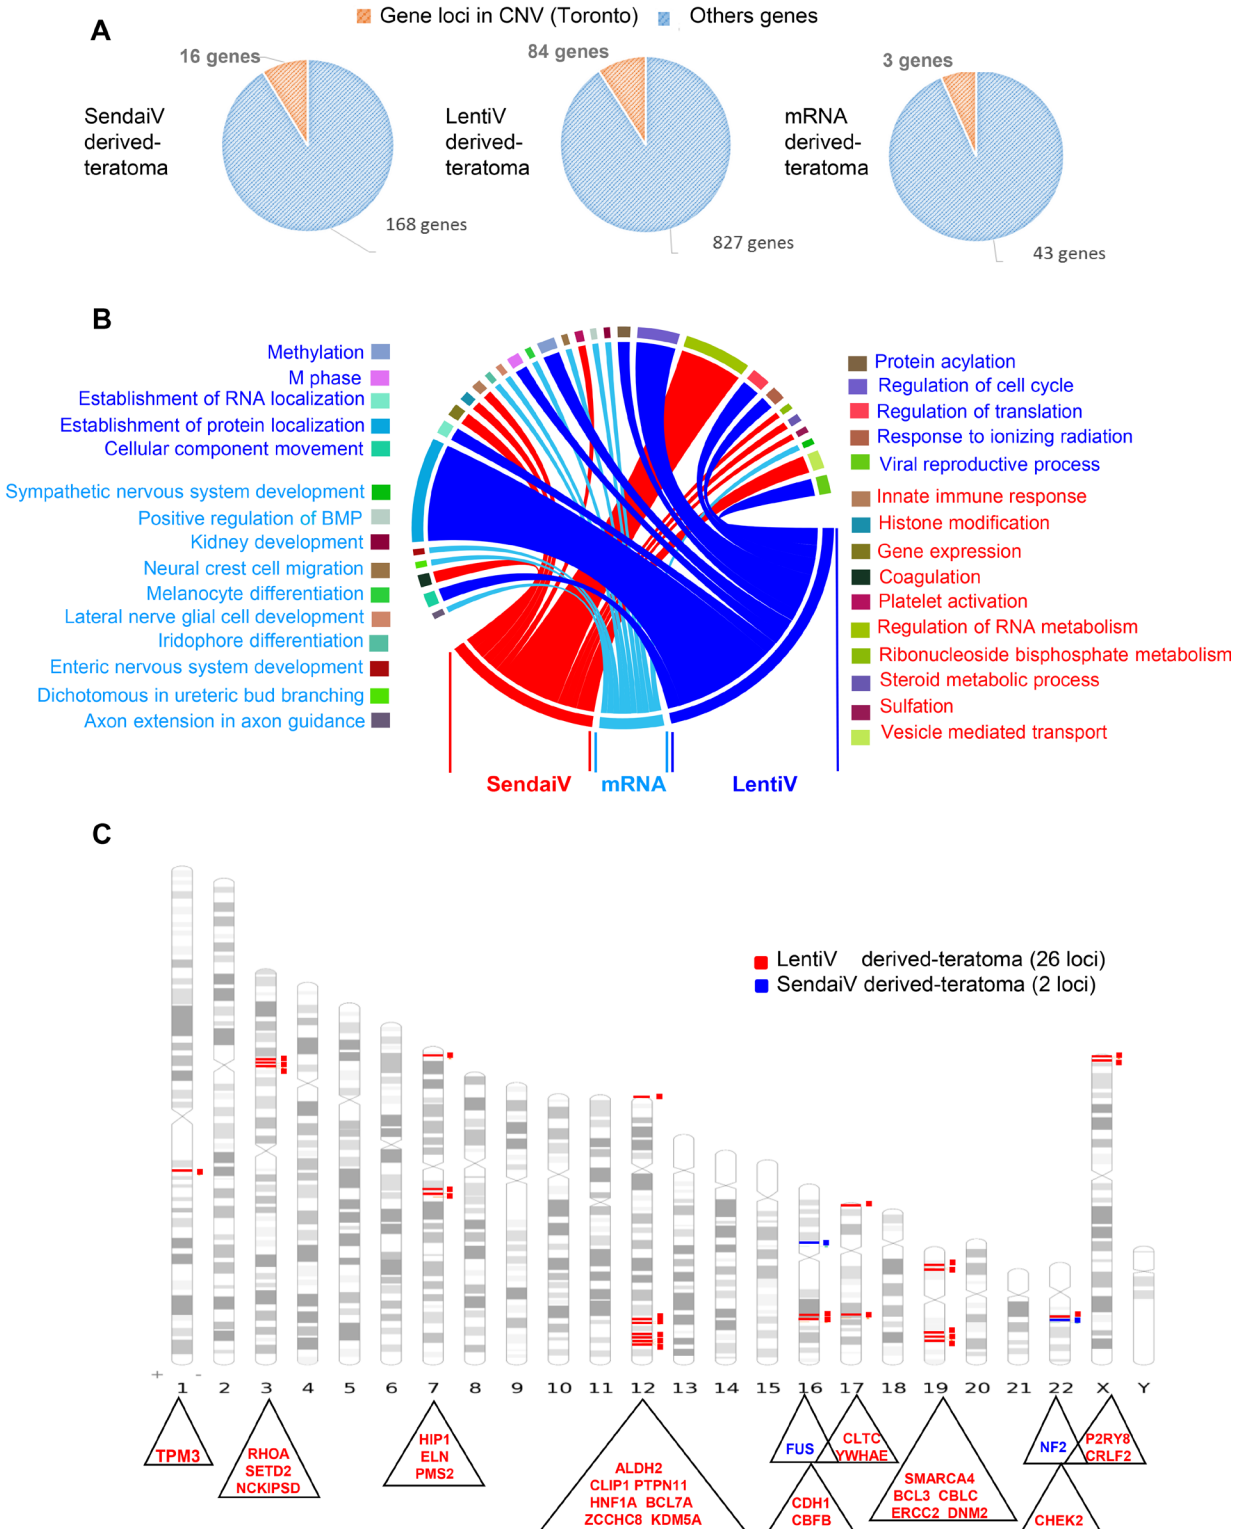 Gene loci in CNV (Toronto) Others genes
A
16 genes
84 genes
3 genes
SendaiV
derived-
teratoma
LentiV
derived-
teratoma
mRNA
derived-
teratoma
168 genes
827 genes
43 genes
B
Methylation
M phase
Establishment of RNA localization
Establishment of protein localization
Cellular component movement
Sympathetic nervous system development
Positive regulation of BMP
Kidney development
Neural crest cell migration
Melanocyte differentiation
Lateral nerve glial cell development
Iridophore differentiation
Enteric nervous system development
Dichotomous in ureteric bud branching
Axon extension in axon guidance
Protein acylation
Regulation of cell cycle
Regulation of translation
Response to ionizing radiation
Viral reproductive process
Innate immune response
Histone modification
Gene expression
Coagulation
Platelet activation
Regulation of RNA metabolism
Ribonucleoside bisphosphate metabolism
Steroid metabolic process
Sulfation
Vesicle mediated transport
SendaiV mRNA LentiV
C
LentiV derived-teratoma (26 loci)
SendaiV derived-teratoma (2 loci)
+ -
1 2 3 4 5 6 7 8 9 10 11 12 13 14 15 16 17 18 19 20 21 22 X Y
TPM3
RHOA
SETD2
NCKIPSD
HIP1
ELN
PMS2
ALDH2
CLIP1 PTPN11
HNF1A BCL7A
ZCCHC8 KDM5A
FUS
CDH1
CBFB
CLTC
YWHAE
SMARCA4
BCL3 CBLC
ERCC2 DNM2
NF2
CHEK2
P2RY8
CRLF2